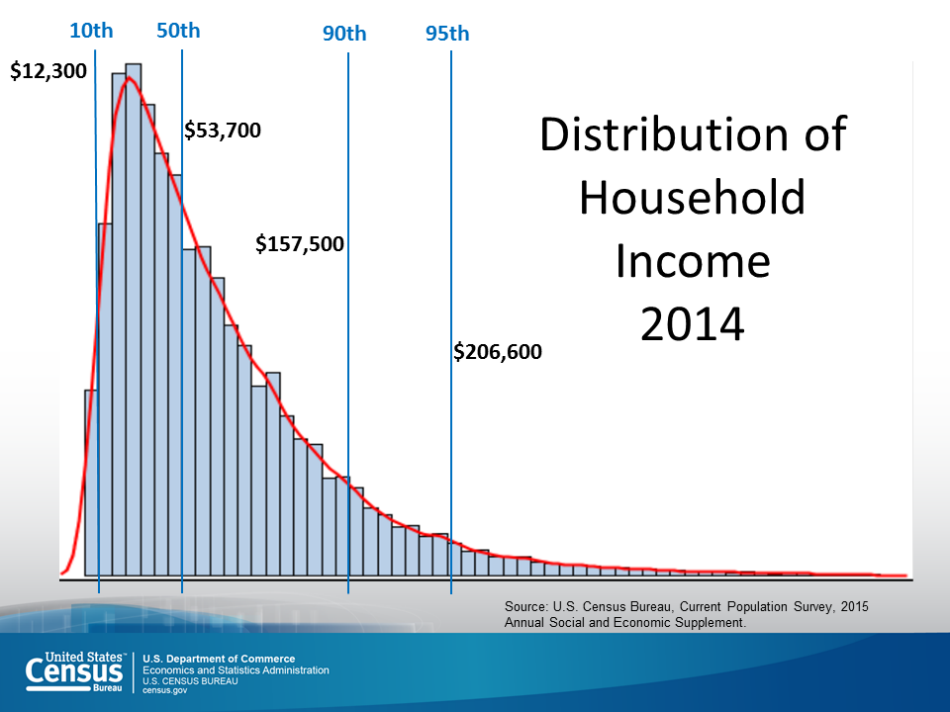 10th 50th 90th 95th
$12,300
$53,700
$157,500
$206,600
Distribution of
Household
Income
2014
Source: U.S. Census Bureau, Current Population Survey, 2015
Annual Social and Economic Supplement.
United States™
Census
Bureau
U.S. Department of Commerce
Economics and Statistics Administration
U.S. CENSUS BUREAU
census.gov